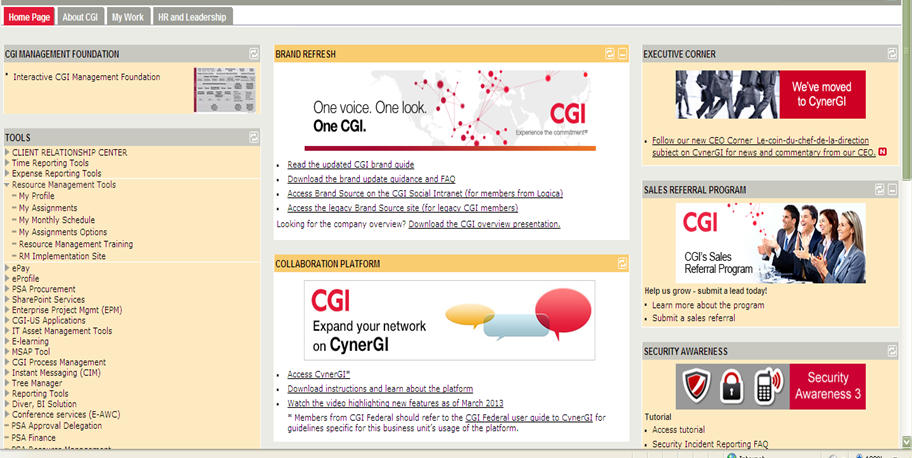 Home Page About CGI My Work HR and Leadership
CGI MANAGEMENT FOUNDATION
Interactive CGI Management Foundation
TOOLS
CLIENT RELATIONSHIP CENTER
Time Reporting Tools
Expense Reporting Tools
Resource Management Tools
My Profile
My Assignments
My Monthly Schedule
My Assignments Options
Resource Management Training
RM Implementation Site
ePay
eProfile
PSA Procurement
SharePoint Services
Enterprise Project Mgmt (EPM)
CGI-US Applications
IT Asset Management Tools
E-learning
MSAP Tool
CGI Process Management
Instant Messaging (CIM)
Tree Manager
Reporting Tools
Diver, BI Solution
Conference services (E-AWC)
PSA Approval Delegation
PSA Finance
PSA Resource Management
BRAND REFRESH
One voice. One look.
One CGI.
CGI
Experience the commitment®
Read the updated CGI brand guide
Download the brand update guidance and FAQ
Access Brand Source on the CGI Social Intranet (for members from Logica)
Access the legacy Brand Source site (for legacy CGI members)
Looking for the company overview? Download the CGI overview presentation.
COLLABORATION PLATFORM
CGI
Expand your network
on CynerGI
Access CynerGI*
Download instructions and learn about the platform
Watch the video highlighting new features as of March 2013
* Members from CGI Federal should refer to the CGI Federal user guide to CynerGI for
guidelines specific for this business unit's usage of the platform.
EXECUTIVE CORNER
We've moved
to CynerGI
Follow our new CEO Corner_Le-coin-du-chef-de-la-direction
subject on CynerGI for news and commentary from our CEO. N
SALES REFERRAL PROGRAM
CGI
CGI's Sales
Referral Program
Help us grow - submit a lead today!
Learn more about the program
Submit a sales referral
SECURITY AWARENESS
Security
Awareness 3
Tutorial
Access tutorial
Security Incident Reporting FAQ